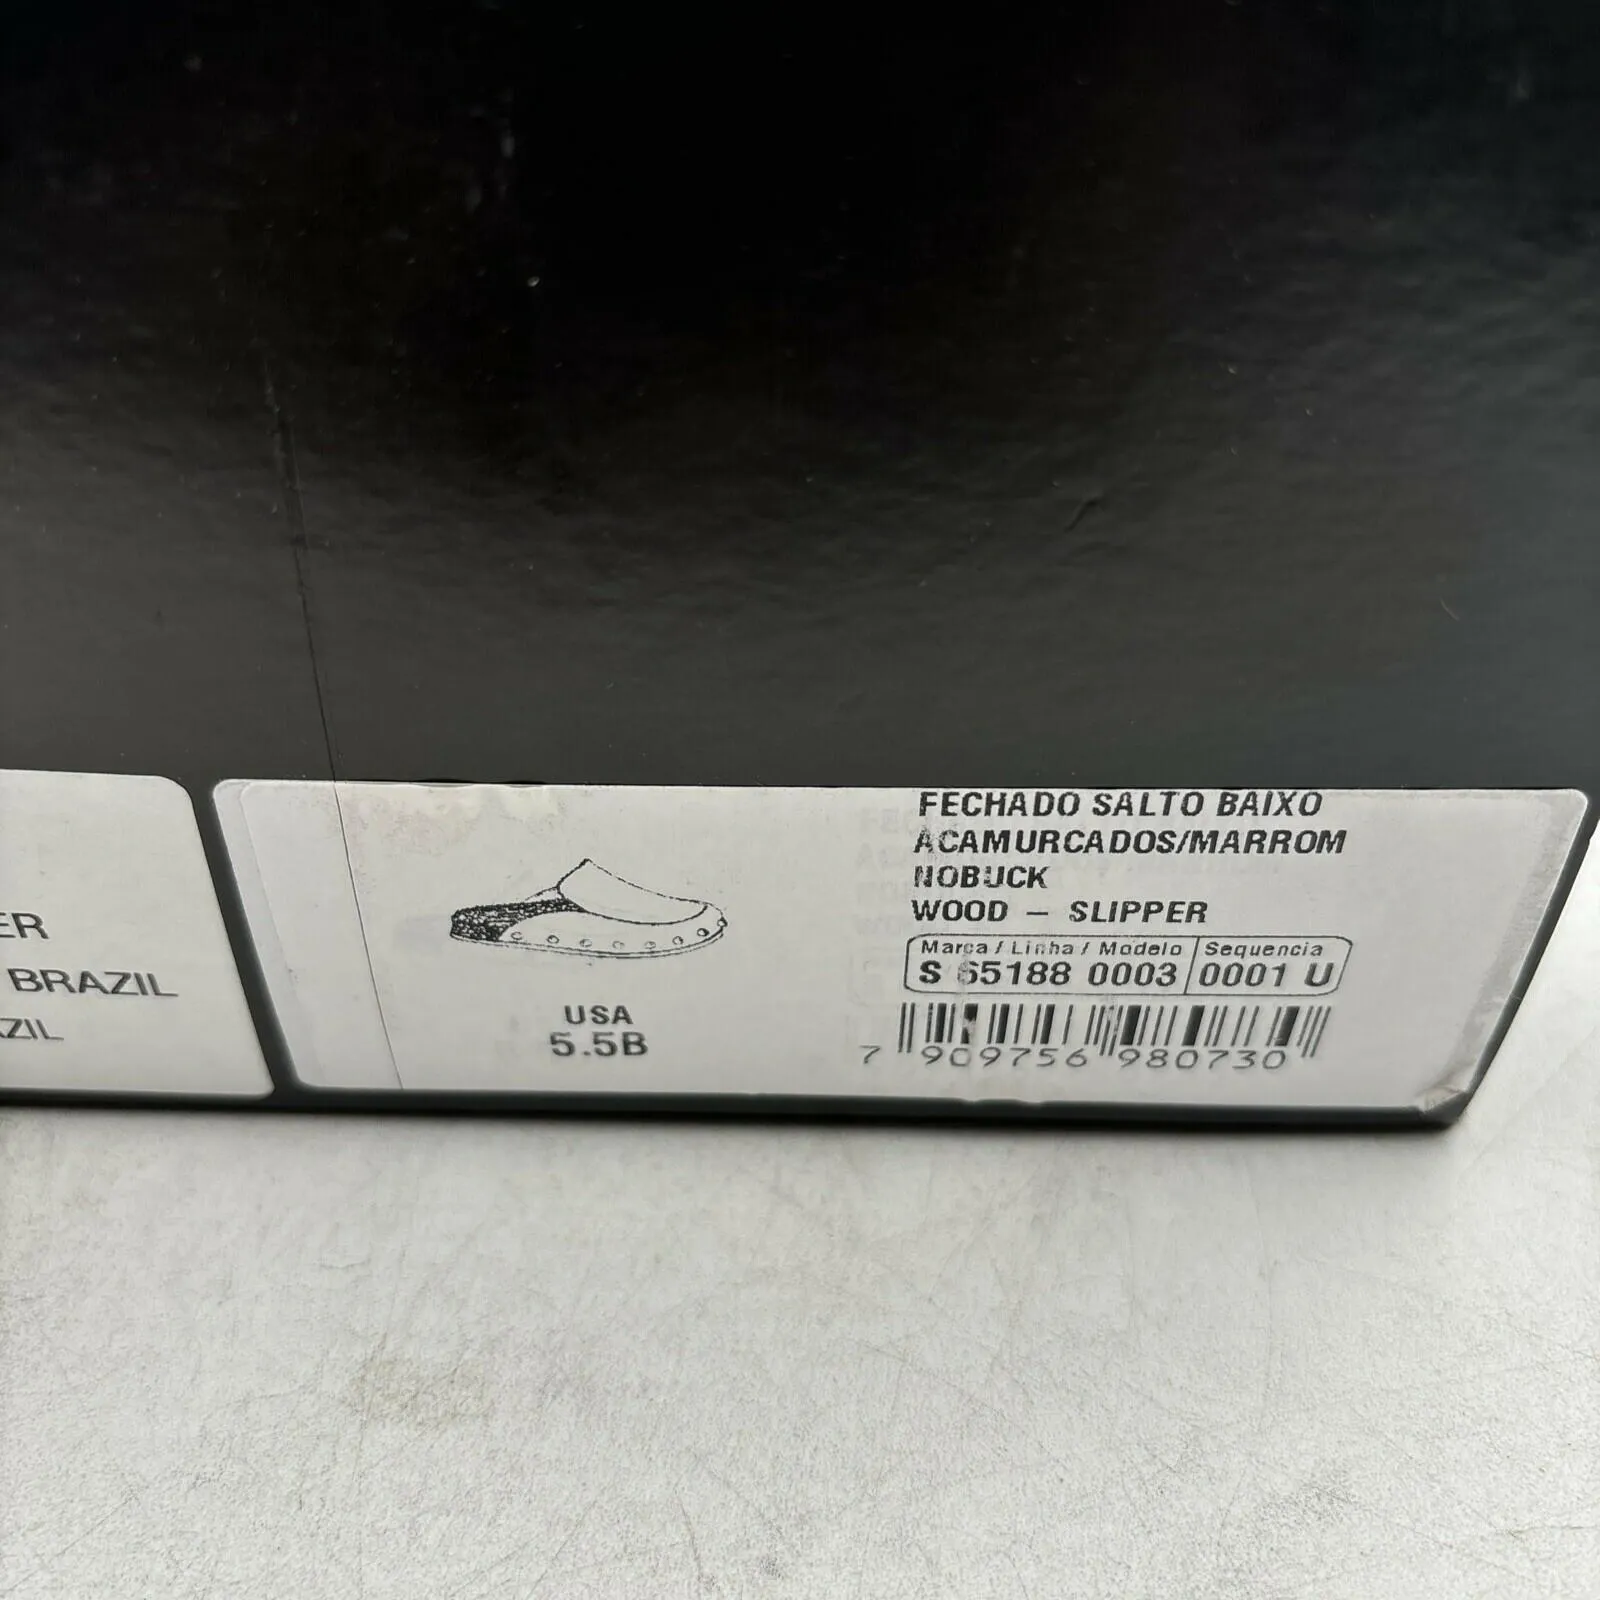 ER
BRAZIL
ZIL
USA
5.5B
FECHADO SALTO BAIXO
ACAMURCADOS/MARROM
NOBUCK
WOOD – SLIPPER
Marca / Linha / Modelo Sequencia
S 65188 0003 0001 U
7 909756 980730